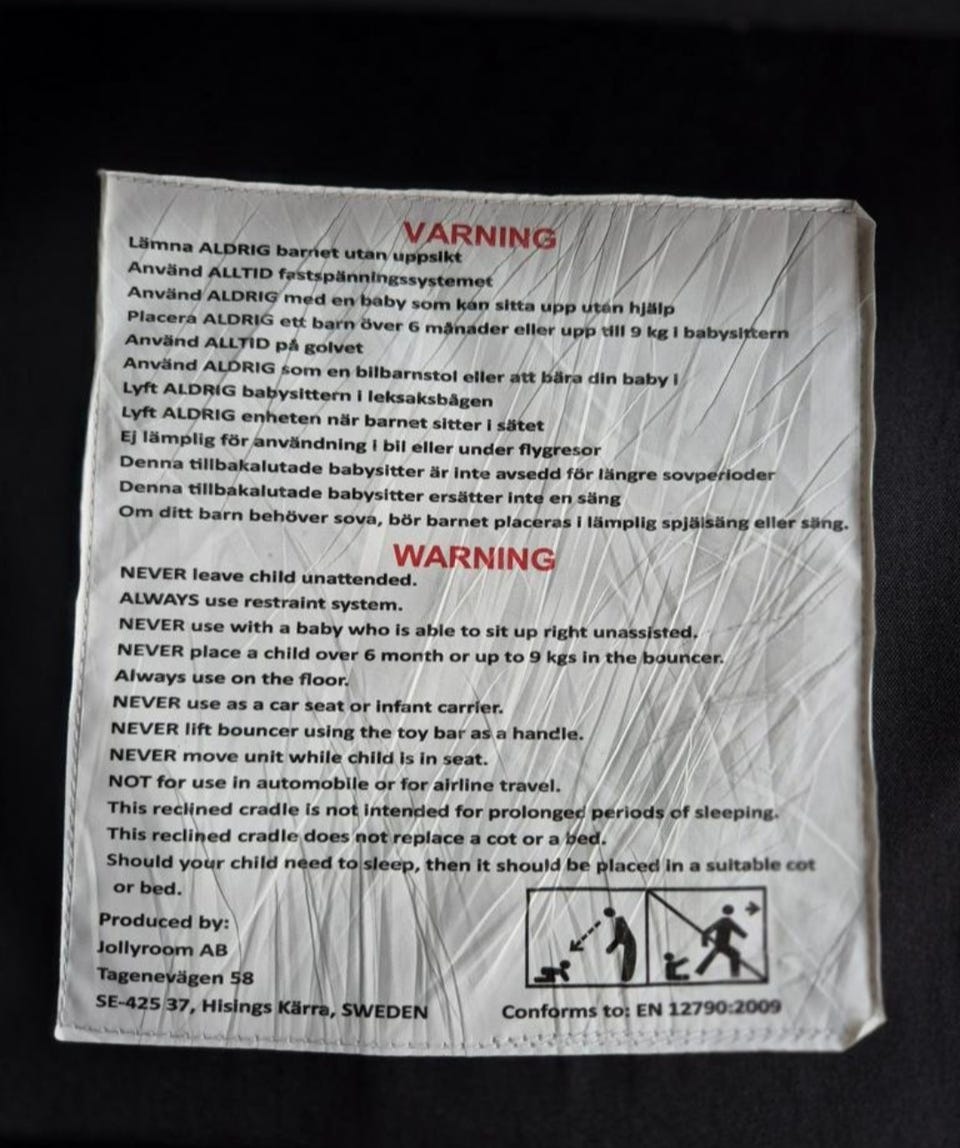 VARNING
Lämna ALDRIG barnet utan uppsikt
Använd ALLTID fastspänningssystemet
Använd ALDRIG med en baby som kan sitta upp utan hjälp
Placera ALDRIG ett barn över 6 månader eller upp till 9 kg i babysittern
Använd ALLTID på golvet
Använd ALDRIG som en bilbarnstol eller att bära din baby i
Lyft ALDRIG babysittern i leksaksbågen
Lyft ALDRIG enheten när barnet sitter i sätet
Ej lämplig för användning i bil eller under flygresor
Denna tillbakalutade babysitter är inte avsedd för längre sovperioder
Denna tillbakalutade babysitter ersätter inte en säng
Om ditt barn behöver sova, bör barnet placeras i lämplig spjälsäng eller säng.
WARNING
NEVER leave child unattended.
ALWAYS use restraint system.
NEVER use with a baby who is able to sit up right unassisted.
NEVER place a child over 6 month or up to 9 kgs in the bouncer.
Always use on the floor.
NEVER use as a car seat or infant carrier.
NEVER lift bouncer using the toy bar as a handle.
NEVER move unit while child is in seat.
NOT for use in automobile or for airline travel.
This reclined cradle is not intended for prolonged periods of sleeping.
This reclined cradle does not replace a cot or a bed.
Should your child need to sleep, then it should be placed in a suitable cot
or bed.
Produced by:
Jollyroom AB
Tagenevägen 58
SE-425 37, Hisings Kärra, SWEDEN
Conforms to: EN 12790:2009